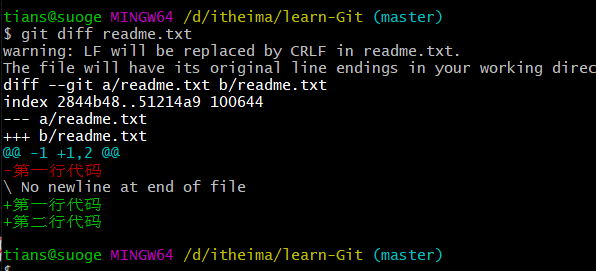 tians@suoge MINGW64 /d/itheima/learn-Git (master)
$ git diff readme.txt
warning: LF will be replaced by CRLF in readme.txt.
The file will have its original line endings in your working direc
diff --git a/readme.txt b/readme.txt
index 2844b48..51214a9 100644
--- a/readme.txt
+++ b/readme.txt
@@ -1 +1,2 @@
-第一行代码
\ No newline at end of file
+第一行代码
+第二行代码
tians@suoge MINGW64 /d/itheima/learn-Git (master)
$